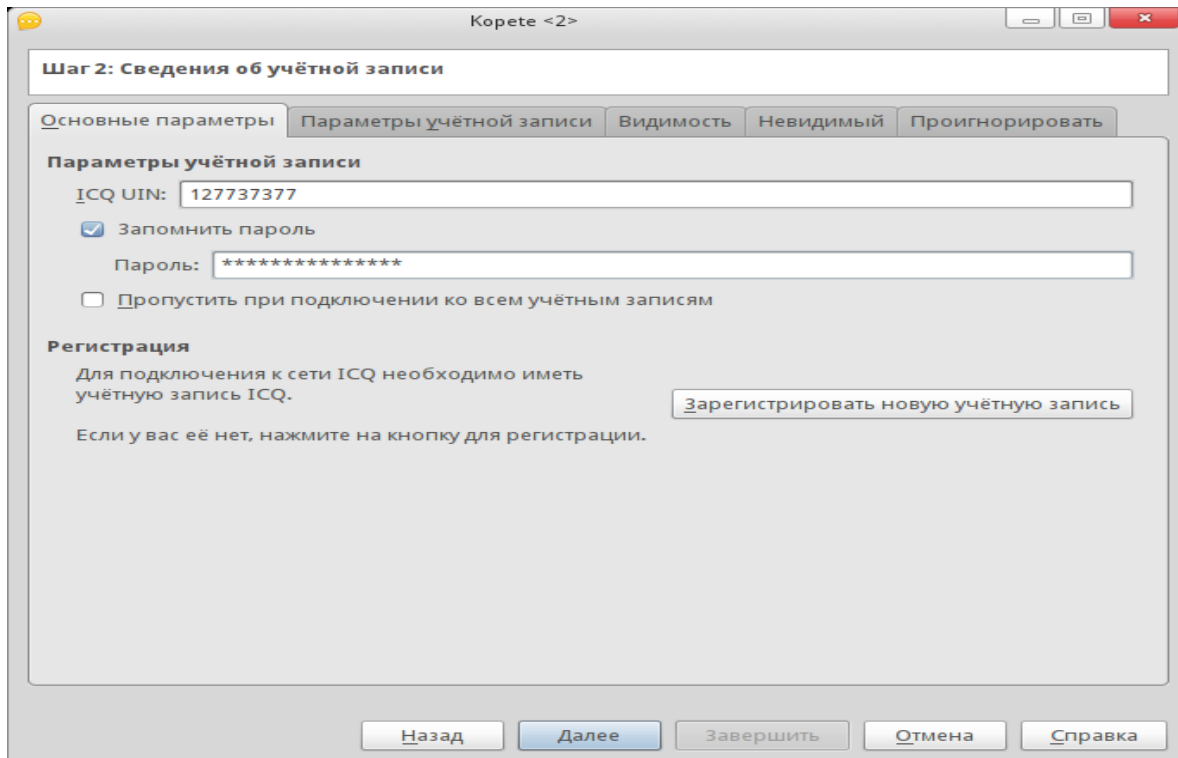 Kopete <2>
Шаг 2: Сведения об учётной записи
Основные параметры Параметры учётной записи Видимость Невидимый Проигнорировать
Параметры учётной записи
ICQ UIN: 127737377
Запомнить пароль
Пароль: ***************
Пропустить при подключении ко всем учётным записям
Регистрация
Для подключения к сети ICQ необходимо иметь
учётную запись ICQ.
Зарегистрировать новую учётную запись
Если у вас её нет, нажмите на кнопку для регистрации.
Назад Далее Завершить Отмена Справка